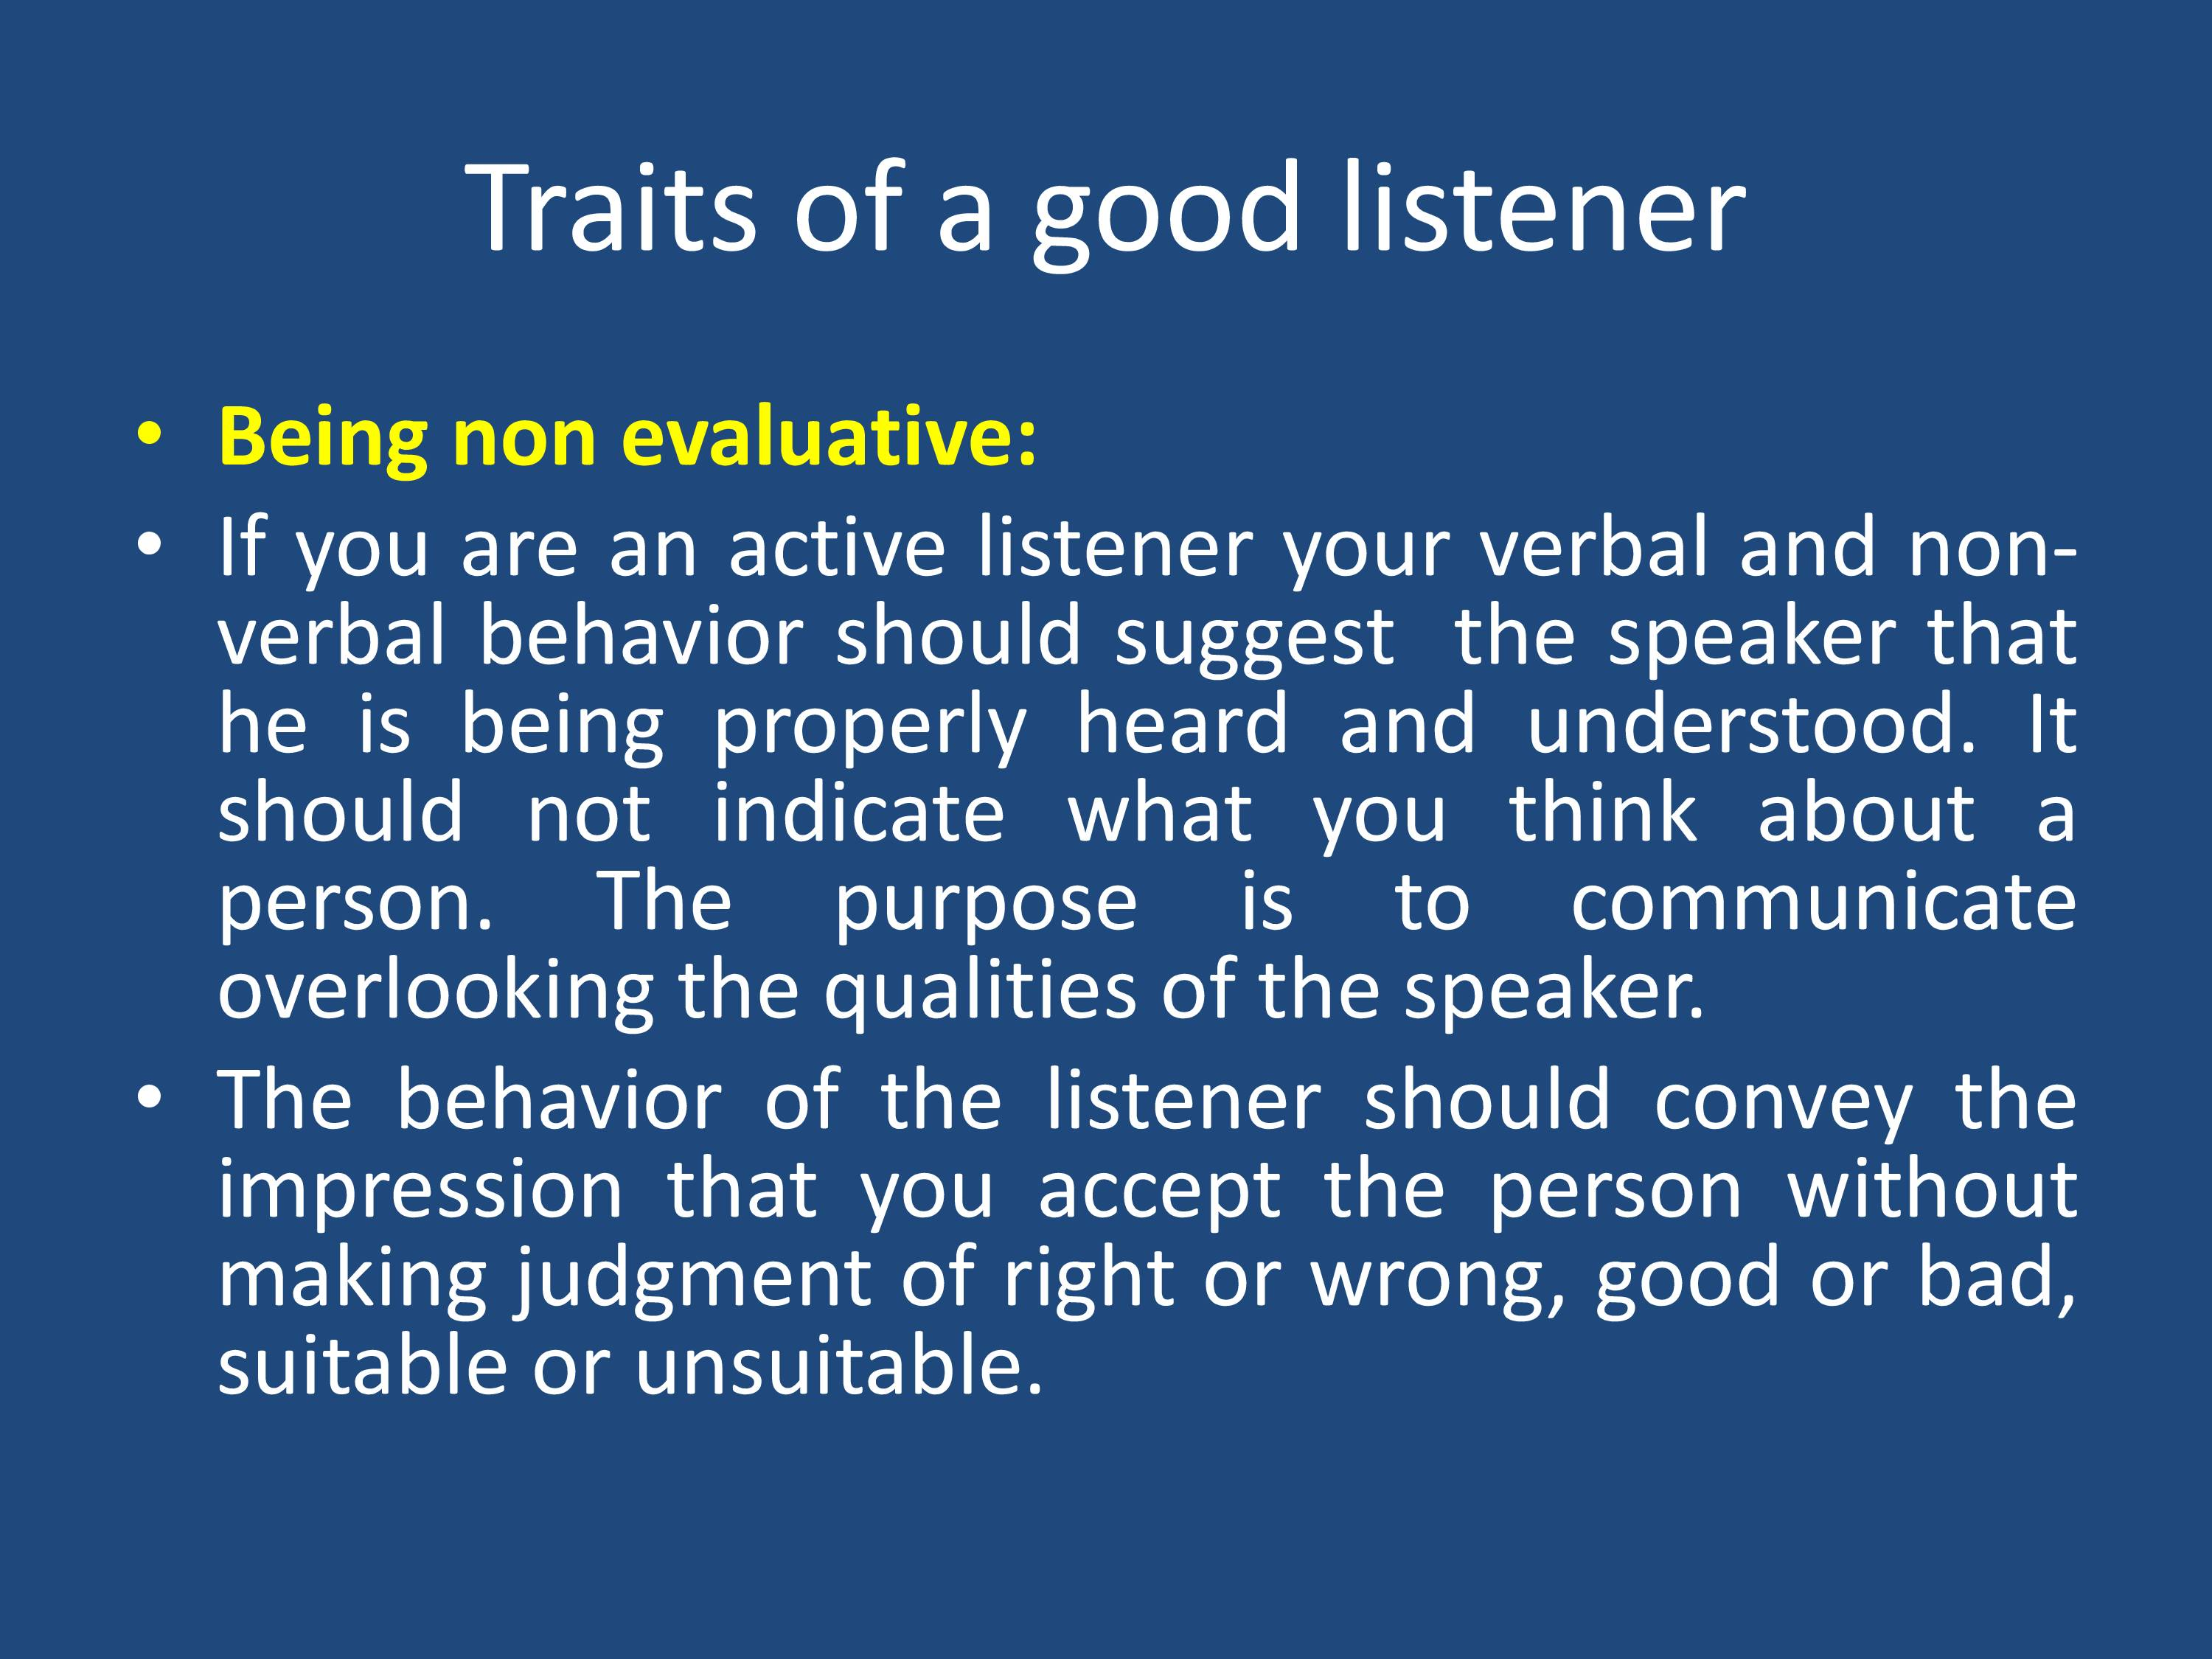 Traits of a good listener
• Being non evaluative:
• If you are an active listener your verbal and non-
verbal behavior should suggest the speaker that
he is being properly heard and understood. It
should not indicate what you think about a
person. The purpose is to communicate
overlooking the qualities of the speaker.
• The behavior of the listener should convey the
impression that you accept the person without
making judgment of right or wrong, good or bad,
suitable or unsuitable.